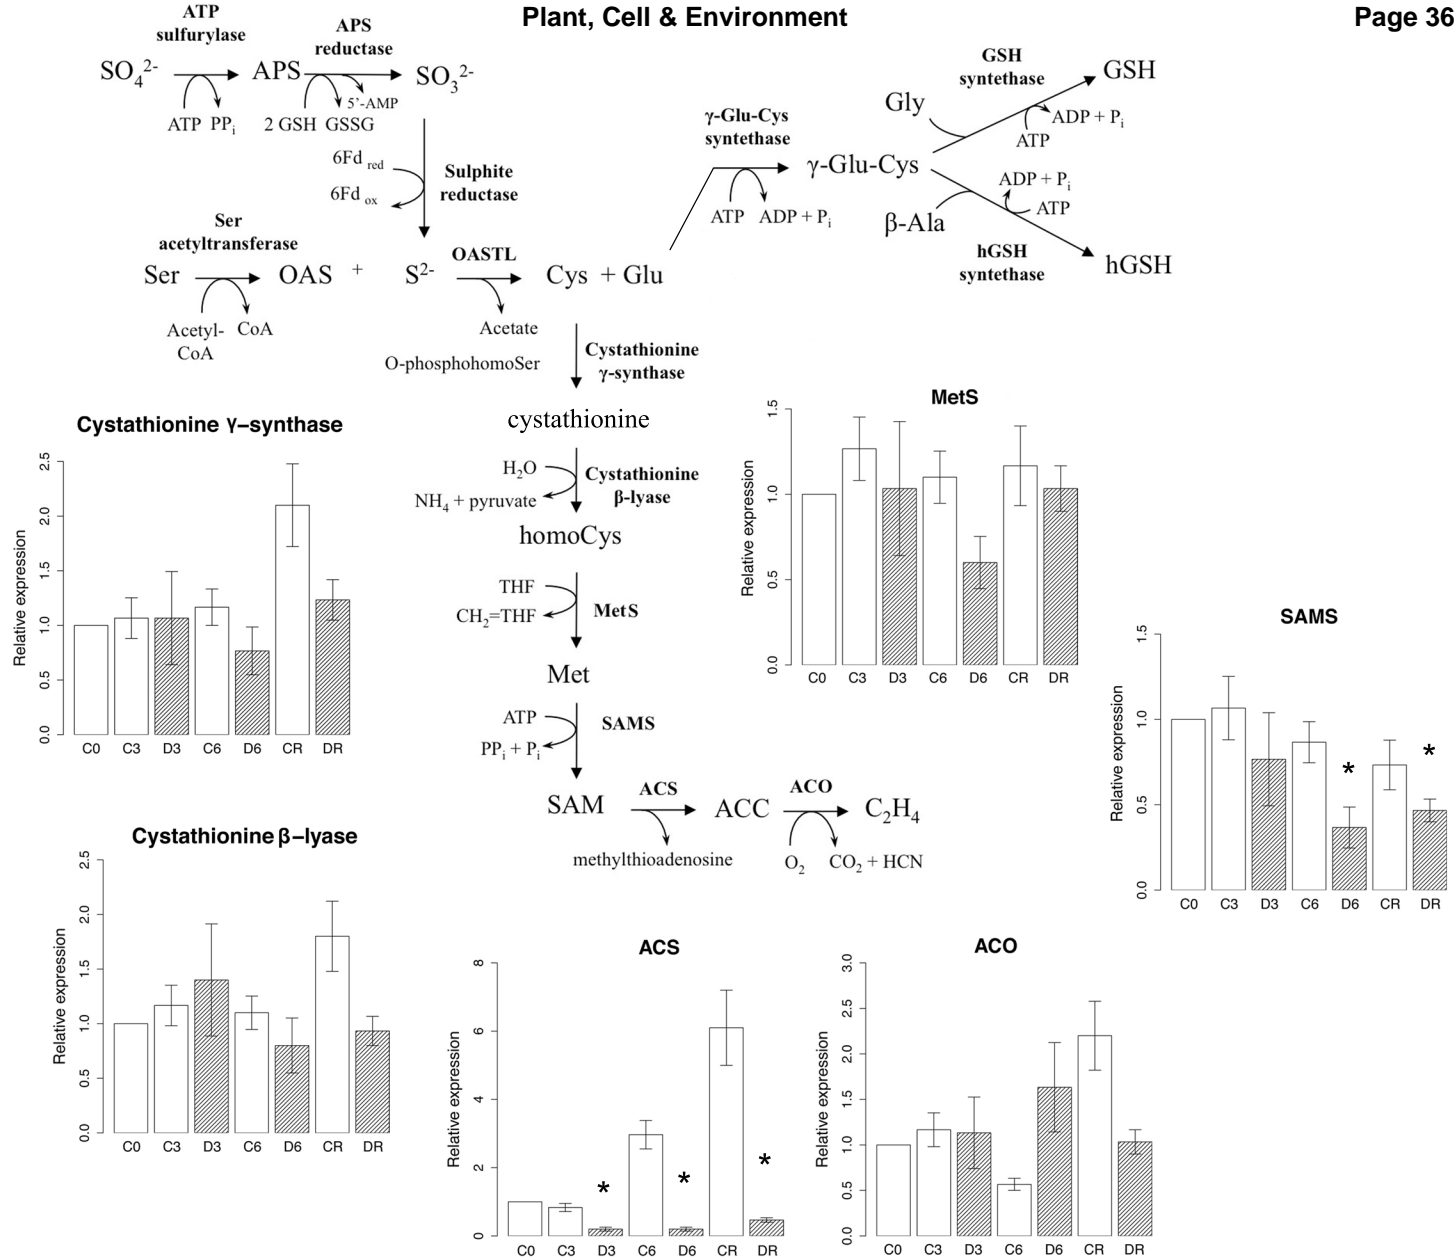 Plant, Cell & Environment
Page 36
ATP
sulfurylase
APS
reductase
SO₄²⁻
APS
SO₃²⁻
ATP PPᵢ
2 GSH GSSG
5'-AMP
6Fd red
6Fd ox
Sulphite
reductase
Ser
acetyltransferase
Ser
OAS
+
S²⁻
OASTL
Cys + Glu
Acetyl-
CoA
CoA
Acetate
γ-Glu-Cys
syntethase
ATP ADP + Pᵢ
γ-Glu-Cys
Gly
GSH
syntethase
GSH
ADP + Pᵢ
ATP
ADP + Pᵢ
ATP
β-Ala
hGSH
syntethase
hGSH
O-phosphohomoSer
Cystathionine
γ-synthase
cystathionine
H₂O
NH₄ + pyruvate
Cystathionine
β-lyase
homoCys
THF
CH₂=THF
MetS
Met
ATP
PPᵢ + Pᵢ
SAMS
SAM
ACS
ACC
ACO
C₂H₄
methylthioadenosine
O₂
CO₂ + HCN
Cystathionine γ−synthase
Relative expression
2.5
2.0
1.5
1.0
0.5
0.0
C0 C3 D3 C6 D6 CR DR
MetS
Relative expression
1.5
1.0
0.5
0.0
C0 C3 D3 C6 D6 CR DR
SAMS
Relative expression
1.5
1.0
0.5
0.0
* *
C0 C3 D3 C6 D6 CR DR
Cystathionine β−lyase
Relative expression
2.5
2.0
1.5
1.0
0.5
0.0
C0 C3 D3 C6 D6 CR DR
ACS
Relative expression
8
6
4
2
0
* * *
C0 C3 D3 C6 D6 CR DR
ACO
Relative expression
3.0
2.5
2.0
1.5
1.0
0.5
0.0
C0 C3 D3 C6 D6 CR DR